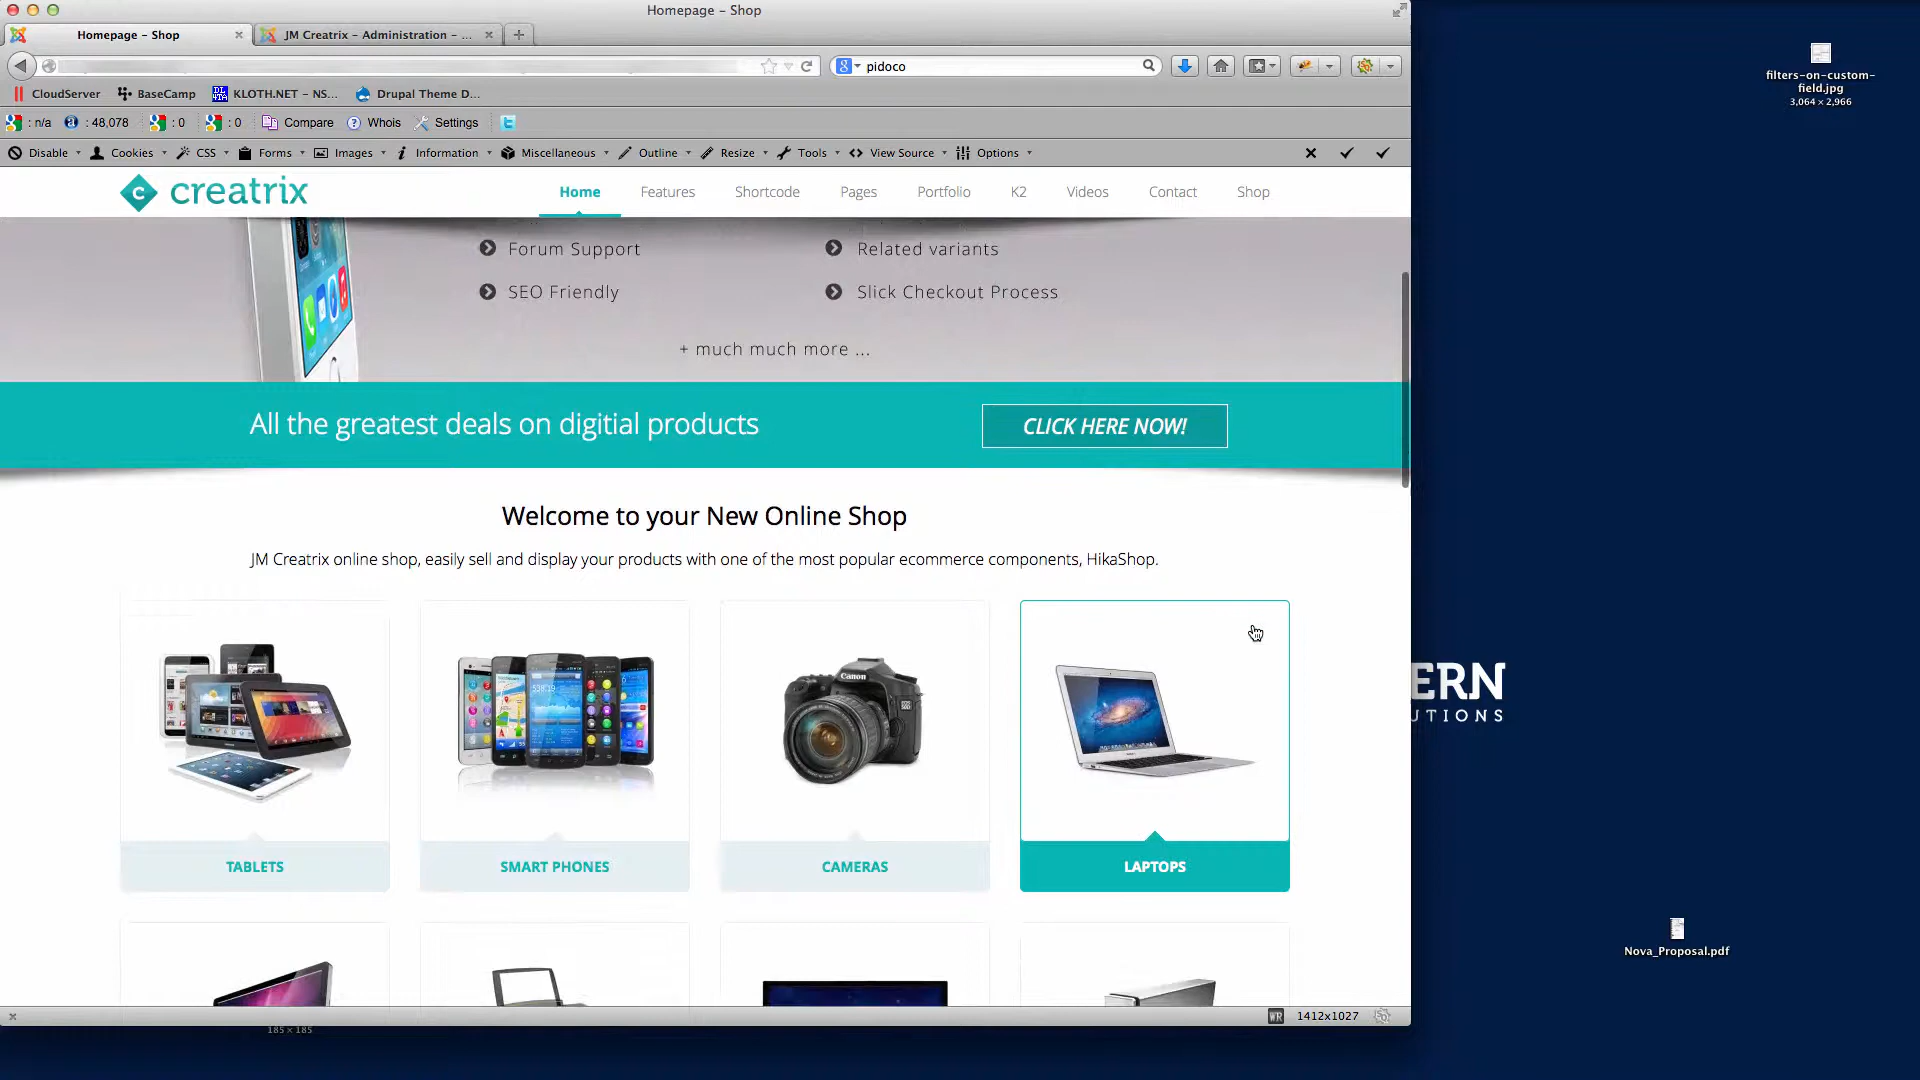 Homepage – Shop
Homepage – Shop
JM Creatrix – Administration – ...
pidoco
CloudServer
BaseCamp
KLOTH.NET – NS...
Drupal Theme D...
: n/a
: 48,078
: 0
: 0
Compare
Whois
Settings
Disable
Cookies
CSS
Forms
Images
Information
Miscellaneous
Outline
Resize
Tools
View Source
Options
creatrix
Home
Features
Shortcode
Pages
Portfolio
K2
Videos
Contact
Shop
Forum Support
Related variants
SEO Friendly
Slick Checkout Process
+ much much more ...
All the greatest deals on digitial products
CLICK HERE NOW!
Welcome to your New Online Shop
JM Creatrix online shop, easily sell and display your products with one of the most popular ecommerce components, HikaShop.
Canon
TABLETS
SMART PHONES
CAMERAS
LAPTOPS
WR
1412x1027
185 × 185
filters-on-custom-
field.jpg
3,064 × 2,966
ERN
UTIONS
Nova_Proposal.pdf